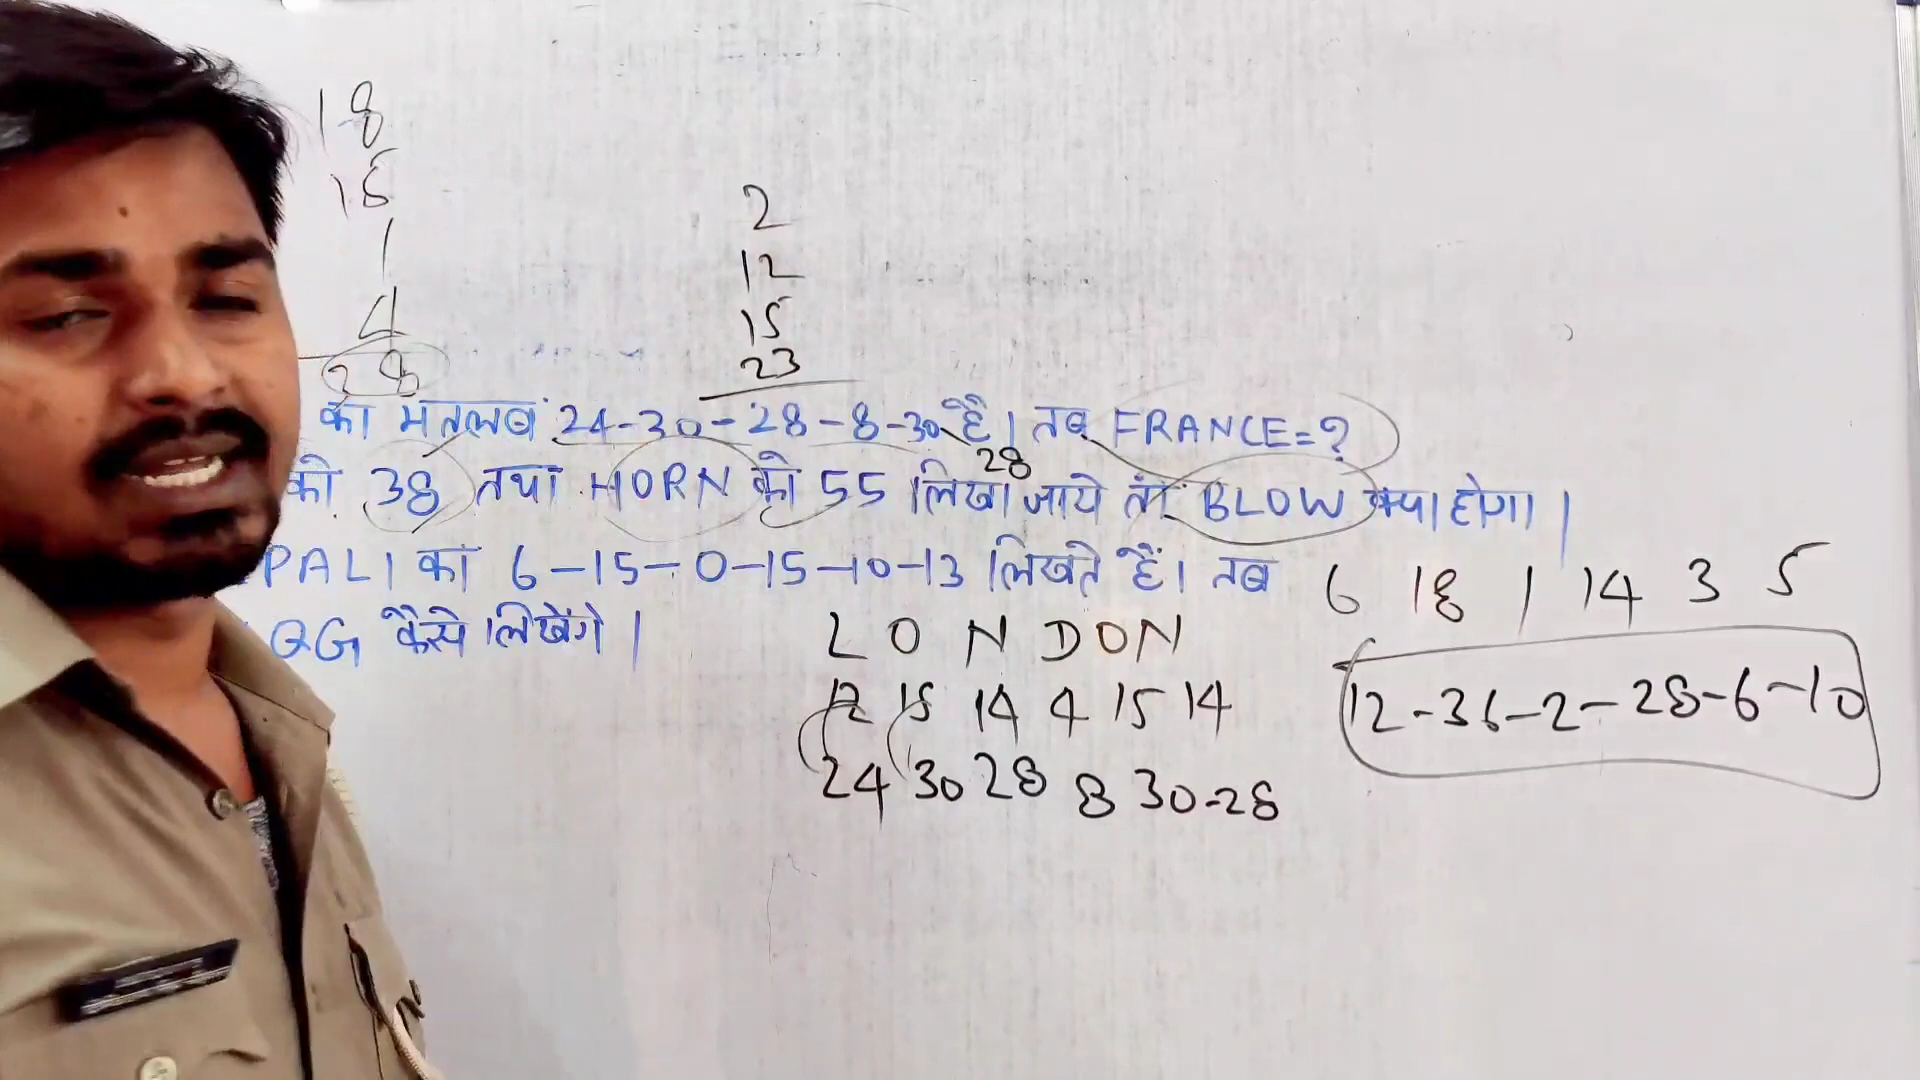 18
15
1
4
38
2
12
15
23
का मतलब 24-30-28-8-30 है। तब FRANCE=?
28
को 38 तथा HORN को 55 लिखा जाये तो BLOW क्या होगा।
PALI का 6-15-0-15-10-13 लिखते हैं। तब
QG कैसे लिखेंगे।
6 18 1 14 3 5
12-36-2-28-6-10
LONDON
12 15 14 4 15 14
24 30 28 8 30-28